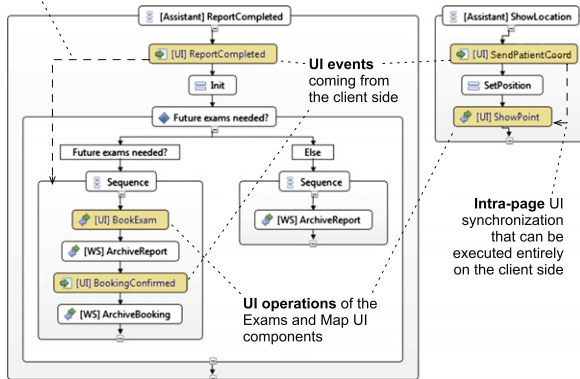 [Assistant] ReportCompleted
[UI] ReportCompleted
Init
Future exams needed?
Future exams needed?
Else
Sequence
Sequence
[UI] BookExam
[WS] ArchiveReport
[WS] ArchiveReport
[UI] BookingConfirmed
[WS] ArchiveBooking
UI events
coming from
the client side
[Assistant] ShowLocation
[UI] SendPatientCoord
SetPosition
[UI] ShowPoint
Intra-page UI
synchronization
that can be
executed entirely
on the client side
UI operations of the
Exams and Map UI
components